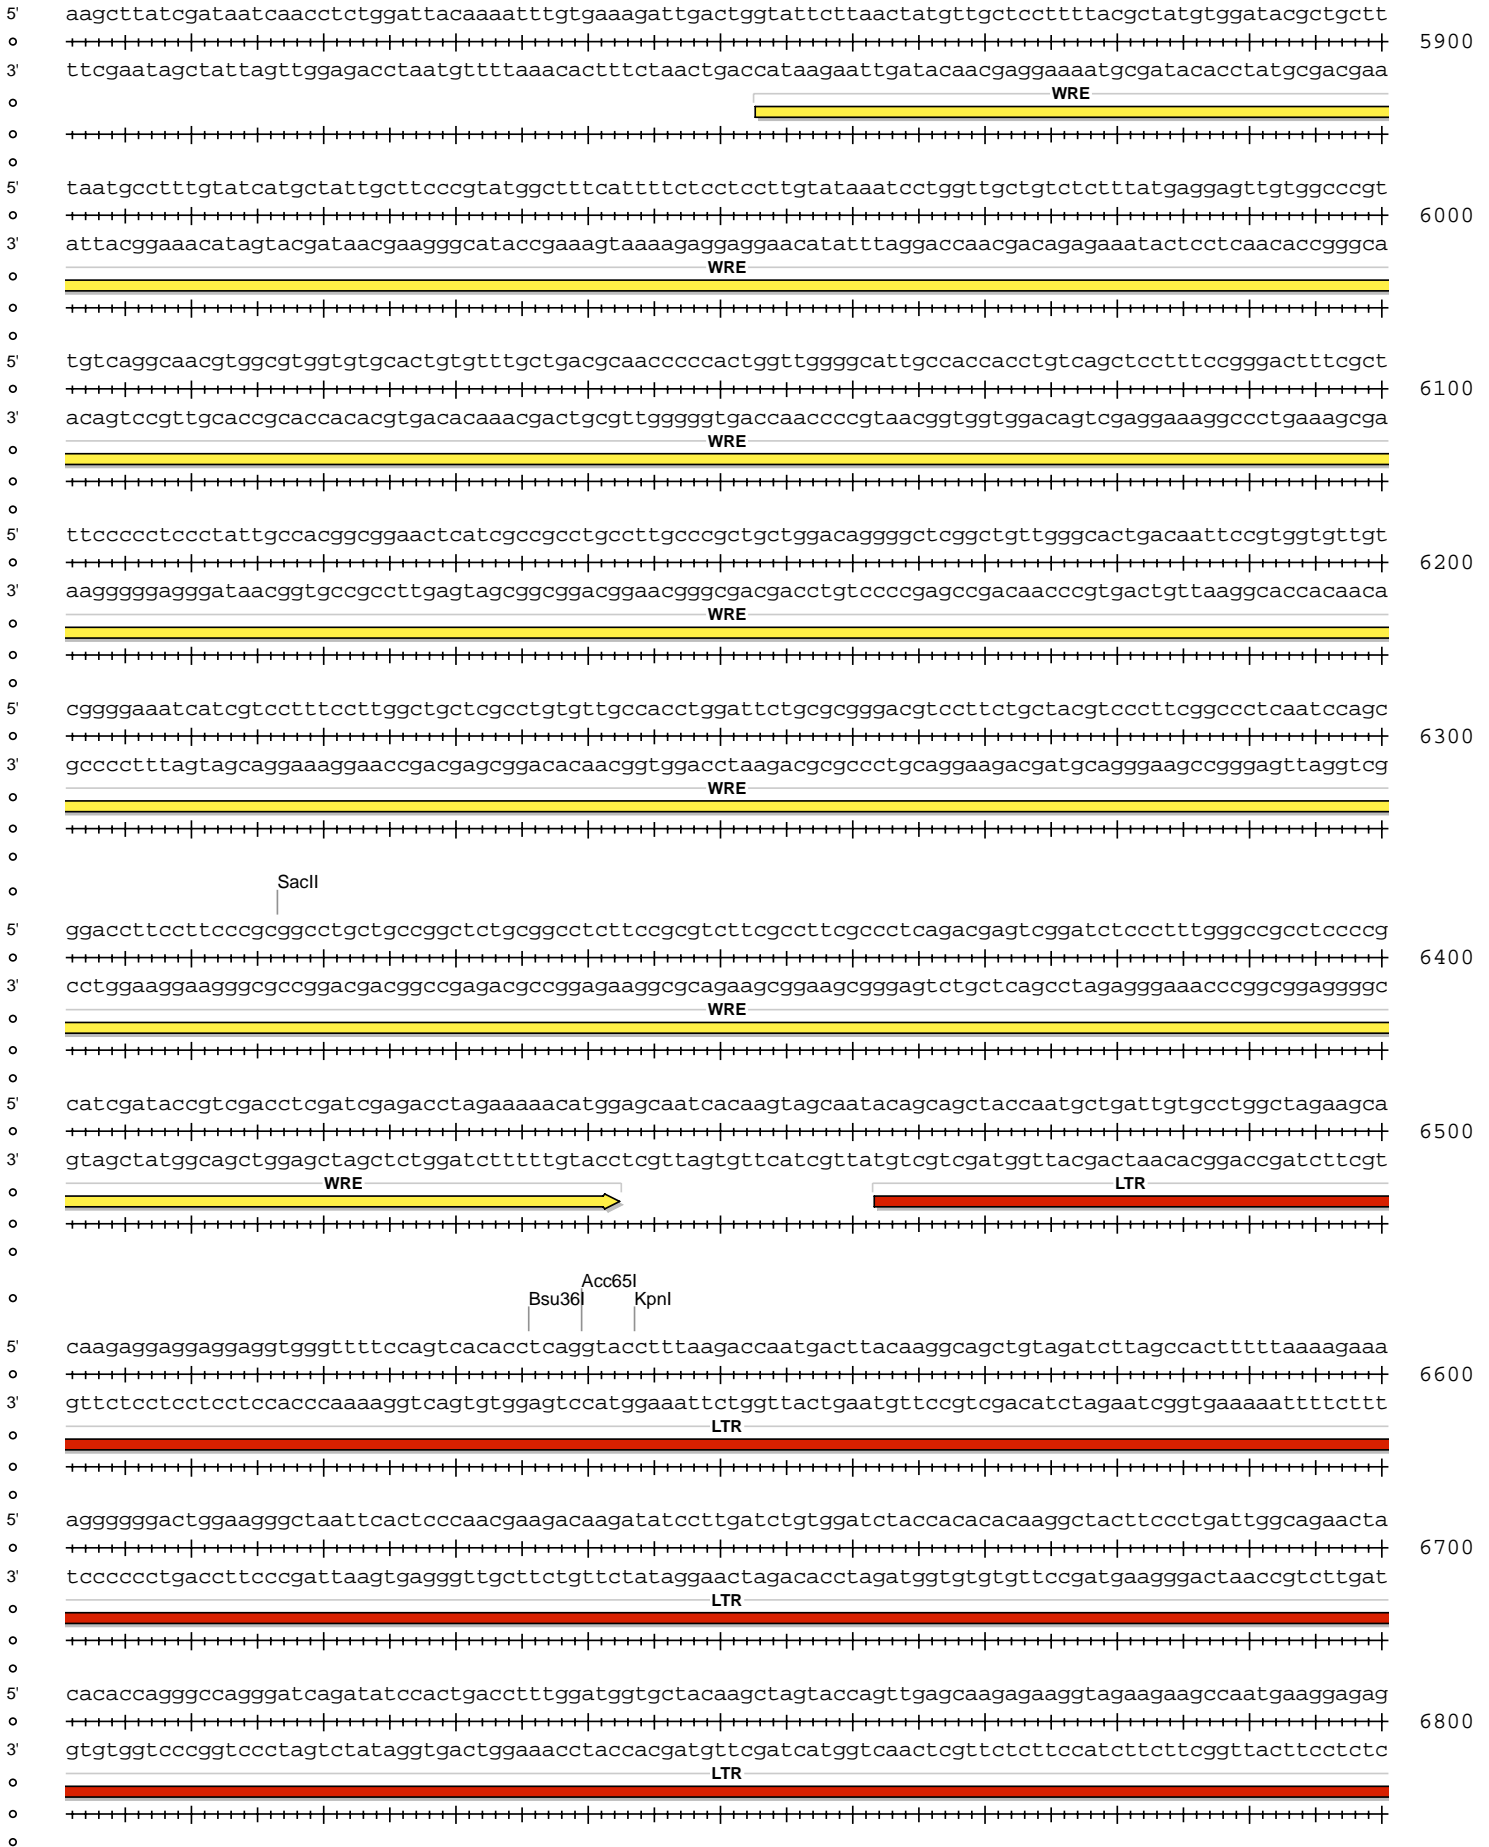 5' aagcttatcgataatcaacctctggattacaaaatttgtgaaagattgactggtattcttaactatgttgctccttttacgctatgtggatacgctgctt
5900
3' ttcgaatagctattagttggagacctaatgttttaaacactttctaactgaccataagaattgatacaacgaggaaaatgcgatacacctatgcgacgaa
WRE
5' taatgcctttgtatcatgctattgcttcccgtatggctttcattttctcctccttgtataaatcctggttgctgtctctttatgaggagttgtggcccgt
6000
3' attacggaaacatagtacgataacgaagggcataccgaaagtaaaagaggaggaacatatttaggaccaacgacagagaaatactcctcaacaccgggca
WRE
5' tgtcaggcaacgtggcgtggtgtgcactgtgtttgctgacgcaacccccactggttggggcattgccaccacctgtcagctcctttccgggactttcgct
6100
3' acagtccgttgcaccgcaccacacgtgacacaaacgactgcgttgggggtgaccaaccccgtaacggtggtggacagtcgaggaaaggccctgaaagcga
WRE
5' ttccccctccctattgccacggcggaactcatcgccgcctgccttgcccgctgctggacaggggctcggctgttgggcactgacaattccgtggtgttgt
6200
3' aagggggagggataacggtgccgccttgagtagcggcggacggaacgggcgacgacctgtccccgagccgacaacccgtgactgttaaggcaccacaaca
WRE
5' cggggaaatcatcgtcctttccttggctgctcgcctgtgttgccacctggattctgcgcgggacgtccttctgctacgtcccttcggccctcaatccagc
6300
3' gcccctttagtagcaggaaaggaaccgacgagcggacacaacggtggacctaagacgcgccctgcaggaagacgatgcagggaagccgggagttaggtcg
WRE
SacII
5' ggaccttccttcccgcggcctgctgccggctctgcggcctcttccgcgtcttcgccttcgccctcagacgagtcggatctccctttgggccgcctccccg
6400
3' cctggaaggaagggcgccggacgacggccgagacgccggagaaggcgcagaagcggaagcgggagtctgctcagcctagagggaaacccggcggaggggc
WRE
5' catcgataccgtcgacctcgatcgagacctagaaaaacatggagcaatcacaagtagcaatacagcagctaccaatgctgattgtgcctggctagaagca
6500
3' gtagctatggcagctggagctagctctggatctttttgtacctcgttagtgttcatcgttatgtcgtcgatggttacgactaacacggaccgatcttcgt
WRE LTR
Acc65I
Bsu36I KpnI
5' caagaggaggaggaggtgggttttccagtcacacctcaggtacctttaagaccaatgacttacaaggcagctgtagatcttagccactttttaaaagaaa
6600
3' gttctcctcctcctccacccaaaaggtcagtgtggagtccatggaaattctggttactgaatgttccgtcgacatctagaatcggtgaaaaattttcttt
LTR
5' aggggggactggaagggctaattcactcccaacgaagacaagatatccttgatctgtggatctaccacacacaaggctacttccctgattggcagaacta
6700
3' tcccccctgaccttcccgattaagtgagggttgcttctgttctataggaactagacacctagatggtgtgtgttccgatgaagggactaaccgtcttgat
LTR
5' cacaccagggccagggatcagatatccactgacctttggatggtgctacaagctagtaccagttgagcaagagaaggtagaagaagccaatgaaggagag
6800
3' gtgtggtcccggtccctagtctataggtgactggaaacctaccacgatgttcgatcatggtcaactcgttctcttccatcttcttcggttacttcctctc
LTR